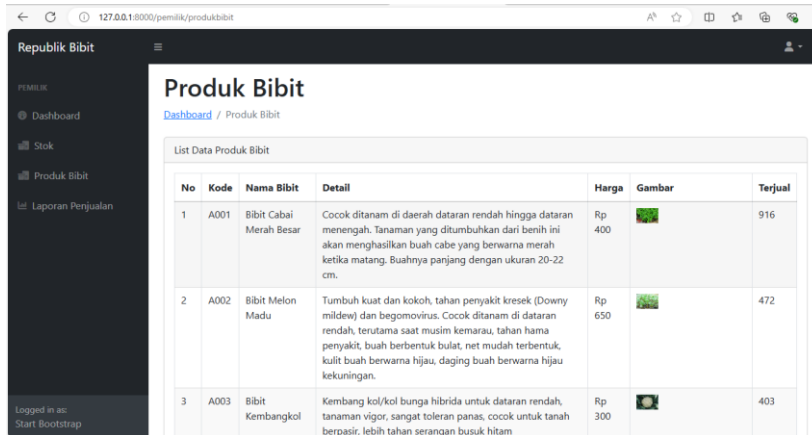 127.0.0.1:8000/pemilik/produkbibit
Republik Bibit
PEMILIK
Dashboard
Stok
Produk Bibit
Laporan Penjualan
Logged in as:
Start Bootstrap
Produk Bibit
Dashboard / Produk Bibit
List Data Produk Bibit
No Kode Nama Bibit Detail Harga Gambar Terjual
1 A001 Bibit Cabai Cocok ditanam di daerah dataran rendah hingga dataran Rp 916
Merah Besar menengah. Tanaman yang ditumbuhkan dari benih ini 400
akan menghasilkan buah cabe yang berwarna merah
ketika matang. Buahnya panjang dengan ukuran 20-22
cm.
2 A002 Bibit Melon Tumbuh kuat dan kokoh, tahan penyakit kresek (Downy Rp 472
Madu mildew) dan begomovirus. Cocok ditanam di dataran 650
rendah, terutama saat musim kemarau, tahan hama
penyakit, buah berbentuk bulat, net mudah terbentuk,
kulit buah berwarna hijau, daging buah berwarna hijau
kekuningan.
3 A003 Bibit Kembang kol/kol bunga hibrida untuk dataran rendah, Rp 403
Kembangkol tanaman vigor, sangat toleran panas, cocok untuk tanah 300
berpasir, lebih tahan serangan busuk hitam